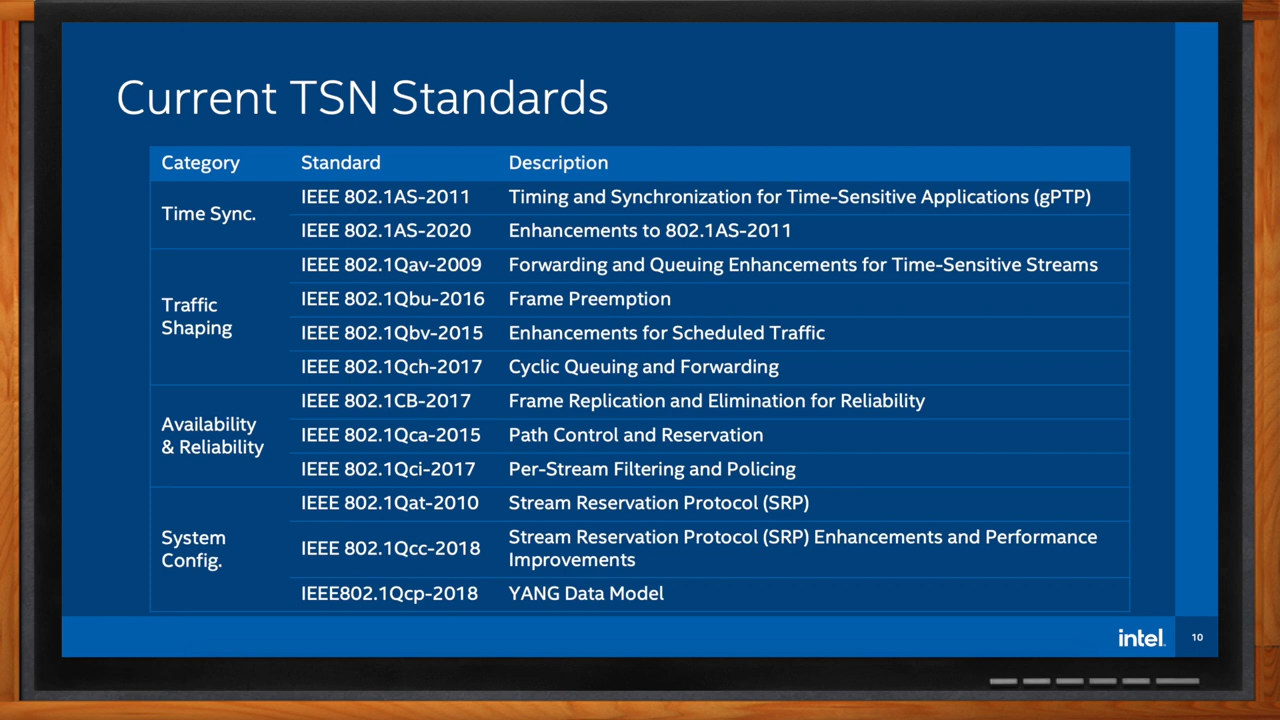 Current TSN Standards
Category Standard Description
Time Sync.
IEEE 802.1AS-2011 Timing and Synchronization for Time-Sensitive Applications (gPTP)
IEEE 802.1AS-2020 Enhancements to 802.1AS-2011
Traffic
Shaping
IEEE 802.1Qav-2009 Forwarding and Queuing Enhancements for Time-Sensitive Streams
IEEE 802.1Qbu-2016 Frame Preemption
IEEE 802.1Qbv-2015 Enhancements for Scheduled Traffic
IEEE 802.1Qch-2017 Cyclic Queuing and Forwarding
Availability
& Reliability
IEEE 802.1CB-2017 Frame Replication and Elimination for Reliability
IEEE 802.1Qca-2015 Path Control and Reservation
IEEE 802.1Qci-2017 Per-Stream Filtering and Policing
System
Config.
IEEE 802.1Qat-2010 Stream Reservation Protocol (SRP)
IEEE 802.1Qcc-2018 Stream Reservation Protocol (SRP) Enhancements and Performance
Improvements
IEEE802.1Qcp-2018 YANG Data Model
intel. 10